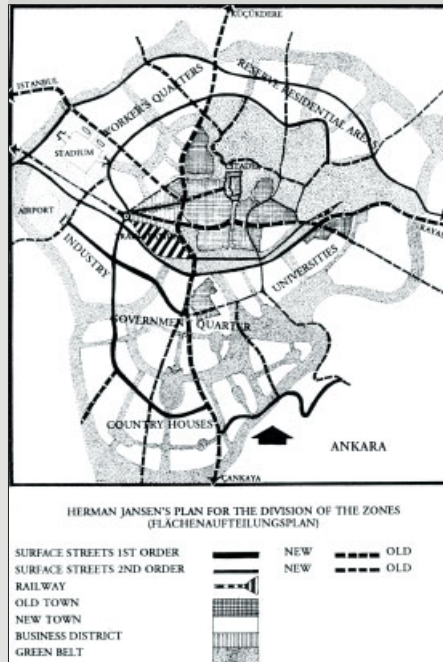 KÜÇÜKDERE
ISTANBUL
WORKER'S QUARTERS
RESERVE RESIDENTIAL AREAS
STADIUM
AIRPORT
INDUSTRY
UNIVERSITIES
GOVERNMENT QUARTER
COUNTRY HOUSES
ANKARA
ÇANKAYA
HERMAN JANSEN'S PLAN FOR THE DIVISION OF THE ZONES
(FLÄCHENAUFTEILUNGSPLAN)
SURFACE STREETS 1ST ORDER NEW OLD
SURFACE STREETS 2ND ORDER NEW OLD
RAILWAY
OLD TOWN
NEW TOWN
BUSINESS DISTRICT
GREEN BELT